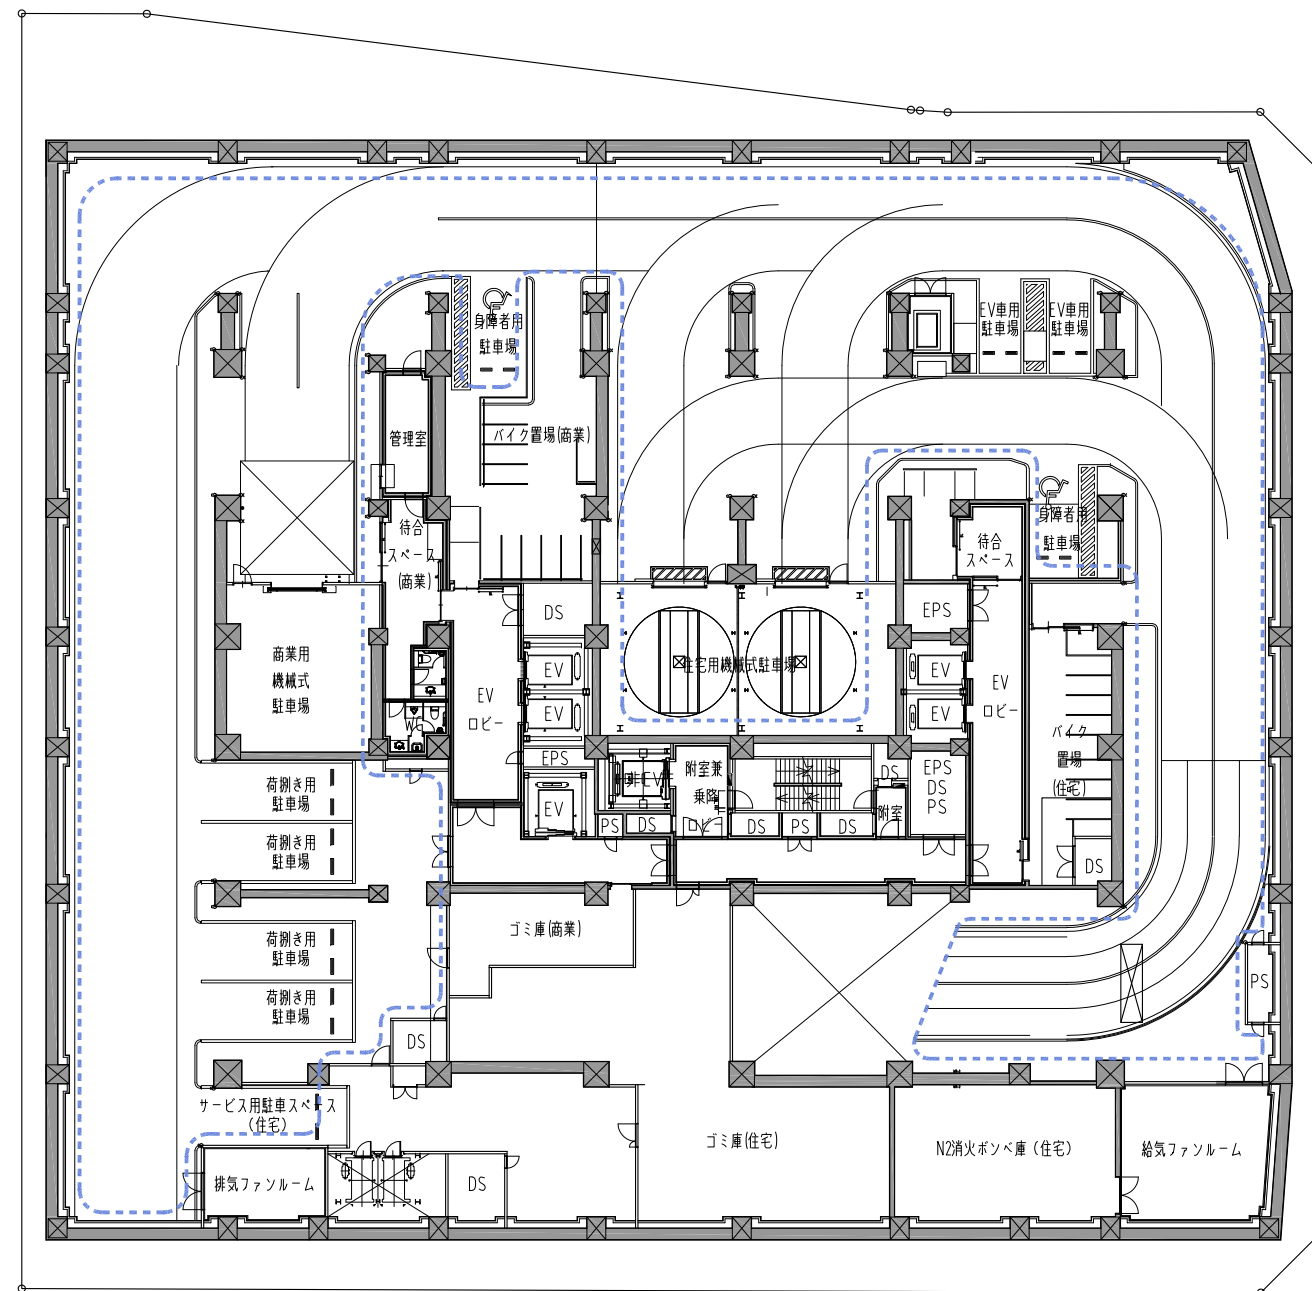 身障者用
駐車場
EV車用
駐車場
EV車用
駐車場
管理室
バイク置場(商業)
待合
スペース
(商業)
身障者用
駐車場
待合
スペース
DS
EPS
商業用
機械式
駐車場
EV
EV
住宅用機械式駐車場
EV
EV
EV
ロビー
EV
ロビー
WC
バイク
置場
(住宅)
EPS
EV
非EV
附室兼
乗降
ロビー
DS
附室
EPS
DS
PS
荷捌き用
駐車場
荷捌き用
駐車場
PS
DS
DS
PS
DS
DS
荷捌き用
駐車場
荷捌き用
駐車場
ゴミ庫(商業)
PS
DS
サービス用駐車スペース
(住宅)
排気ファンルーム
DS
ゴミ庫(住宅)
N2消火ボンベ庫(住宅)
給気ファンルーム